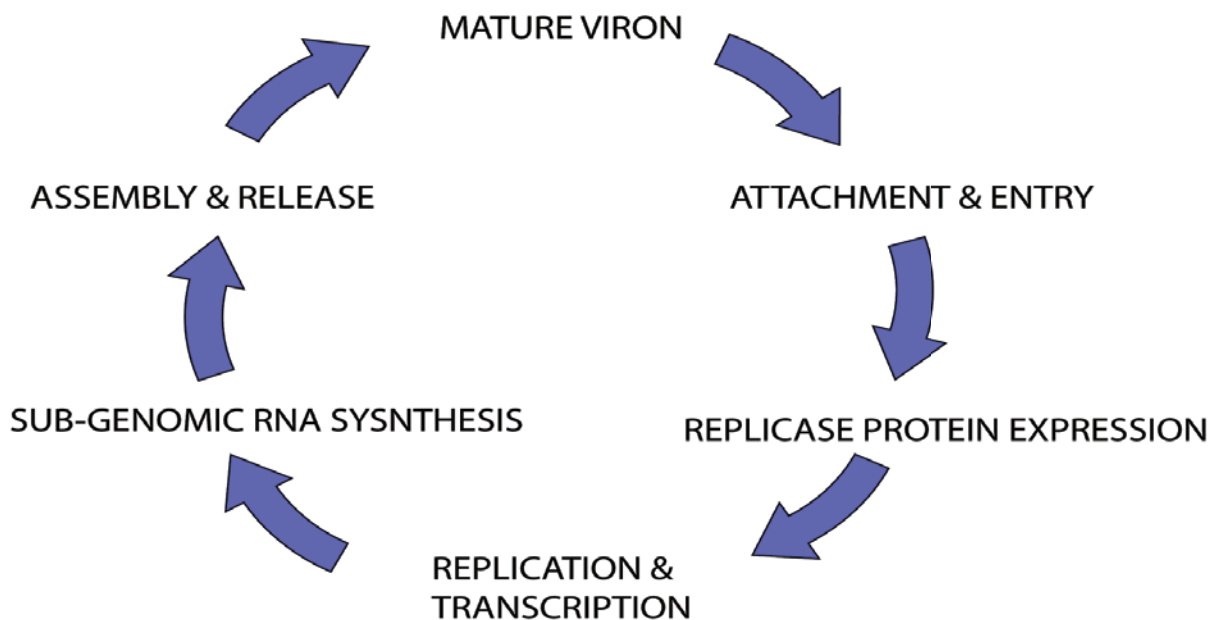 MATURE VIRON
ATTACHMENT & ENTRY
REPLICASE PROTEIN EXPRESSION
REPLICATION &
TRANSCRIPTION
SUB-GENOMIC RNA SYSNTHESIS
ASSEMBLY & RELEASE